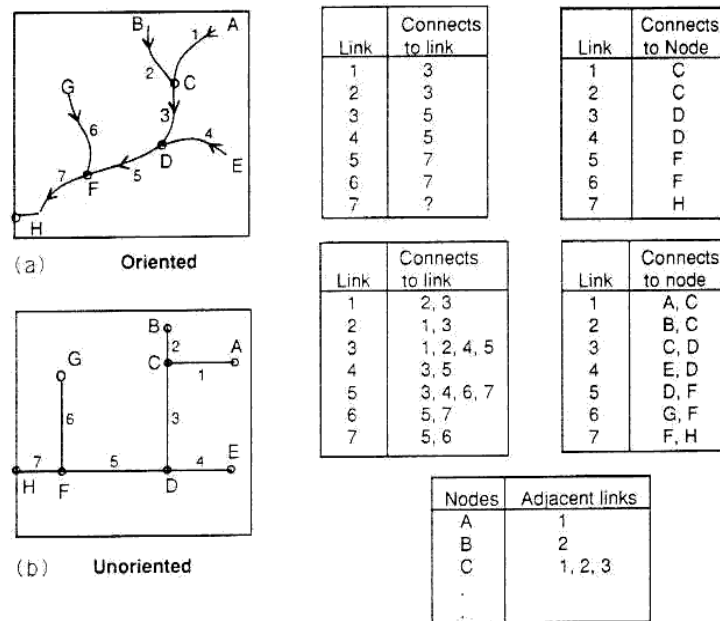 B
A
1
2
C
G
3
6
4
D
E
7
F
5
H
(a) Oriented
Link Connects to link
1 3
2 3
3 5
4 5
5 7
6 7
7 ?
Link Connects to Node
1 C
2 C
3 D
4 D
5 F
6 F
7 H
B
G
2
A
C
1
6
3
E
7
5
4
H
F
D
(b) Unoriented
Link Connects to link
1 2, 3
2 1, 3
3 1, 2, 4, 5
4 3, 5
5 3, 4, 6, 7
6 5, 7
7 5, 6
Link Connects to node
1 A, C
2 B, C
3 C, D
4 E, D
5 D, F
6 G, F
7 F, H
Nodes Adjacent links
A 1
B 2
C 1, 2, 3
.
.